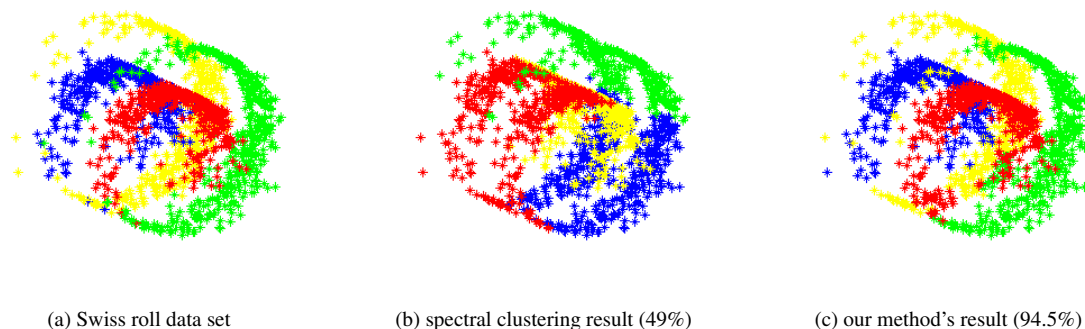 (a) Swiss roll data set
(b) spectral clustering result (49%)
(c) our method's result (94.5%)